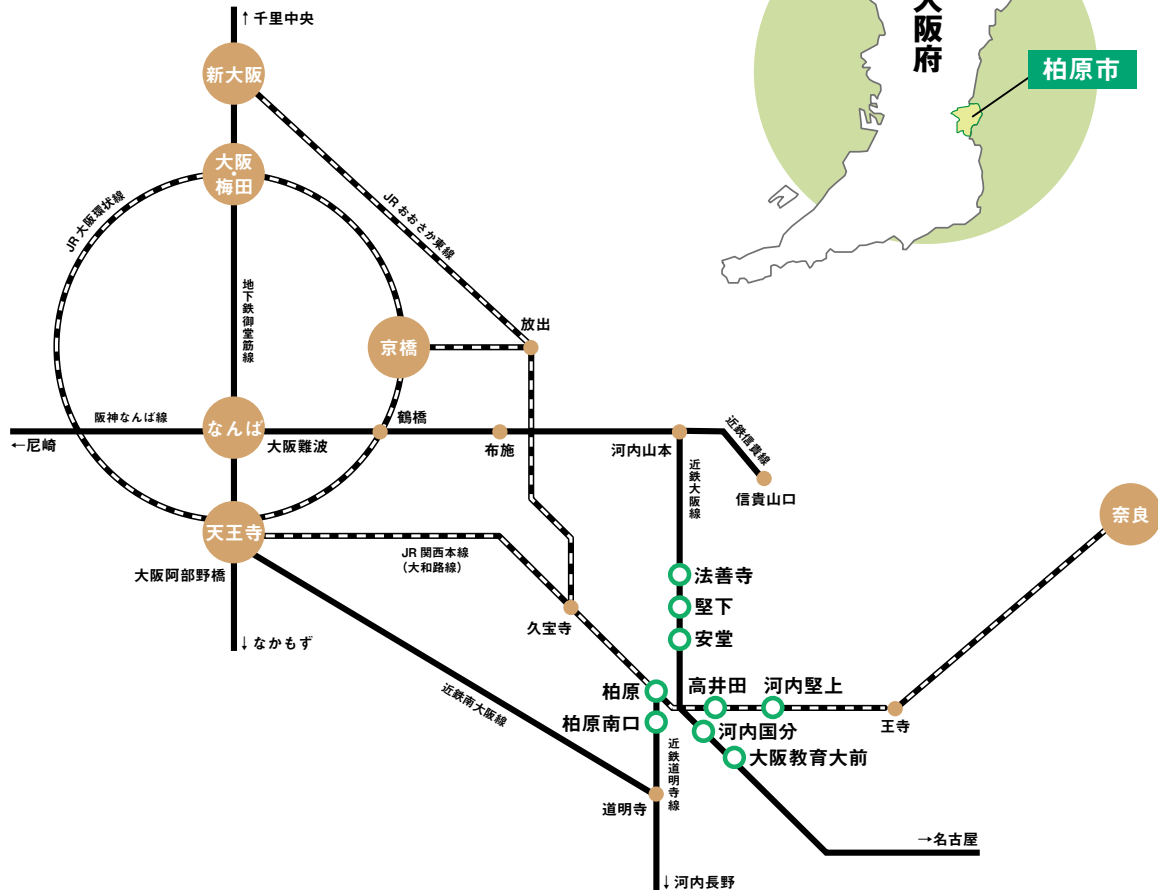 ↑千里中央
大阪府
柏原市
新大阪
大阪・
梅田
JR大阪環状線
JRおおさか東線
地下鉄御堂筋線
放出
京橋
阪神なんば線
鶴橋
←尼崎
なんば
大阪難波
布施
河内山本
近鉄信貴線
信貴山口
近鉄大阪線
奈良
天王寺
大阪阿部野橋
JR関西本線
（大和路線）
法善寺
堅下
安堂
久宝寺
↓なかもず
近鉄南大阪線
柏原
高井田
河内堅上
柏原南口
河内国分
王寺
大阪教育大前
近鉄道明寺線
道明寺
→名古屋
↓河内長野